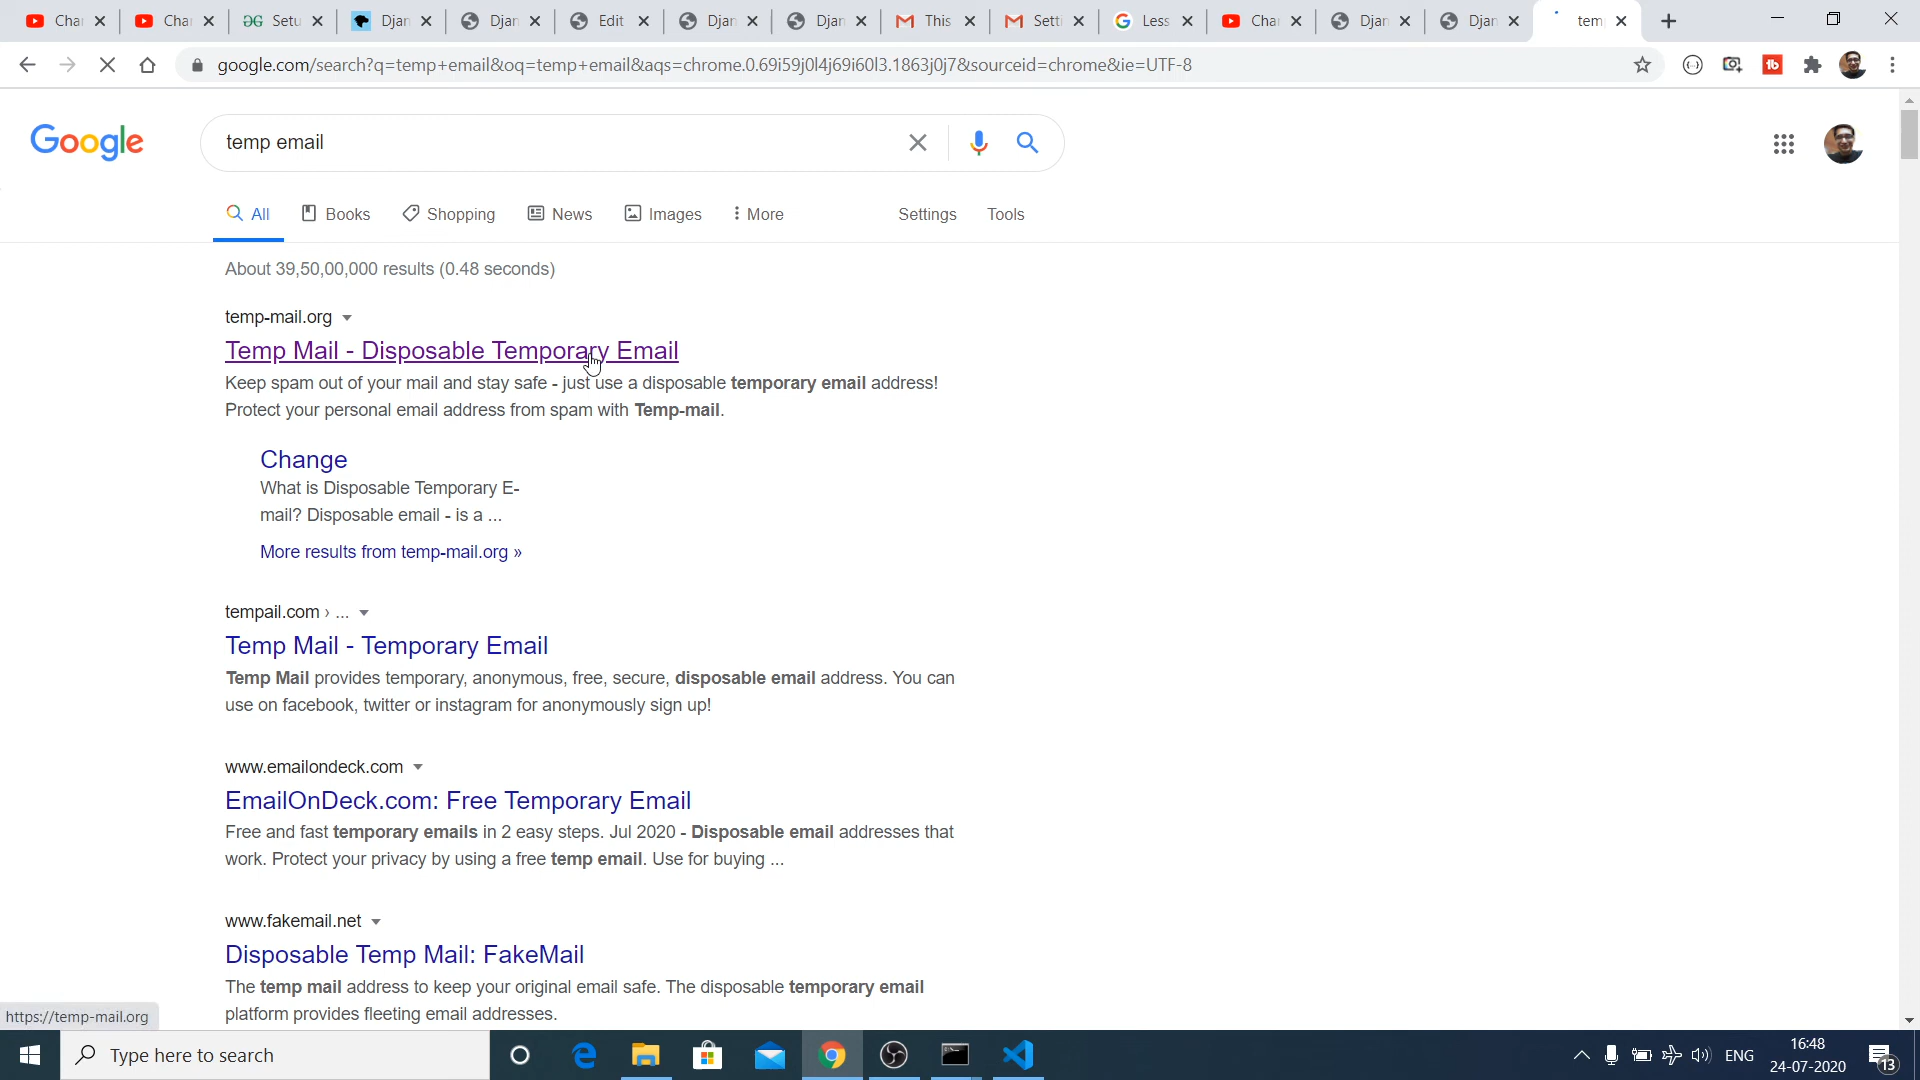 Cha
Cha
Setu
Djan
Djan
Edit
Djan
Djan
This
Setti
Less
Cha
Djan
Djan
tem
google.com/search?q=temp+email&oq=temp+email&aqs=chrome.0.69i59j0l4j69i60l3.1863j0j7&sourceid=chrome&ie=UTF-8
Google
temp email
All
Books
Shopping
News
Images
More
Settings
Tools
About 39,50,00,000 results (0.48 seconds)
temp-mail.org
Temp Mail - Disposable Temporary Email
Keep spam out of your mail and stay safe - just use a disposable temporary email address!
Protect your personal email address from spam with Temp-mail.
Change
What is Disposable Temporary E-
mail? Disposable email - is a ...
More results from temp-mail.org »
tempail.com › ...
Temp Mail - Temporary Email
Temp Mail provides temporary, anonymous, free, secure, disposable email address. You can
use on facebook, twitter or instagram for anonymously sign up!
www.emailondeck.com
EmailOnDeck.com: Free Temporary Email
Free and fast temporary emails in 2 easy steps. Jul 2020 - Disposable email addresses that
work. Protect your privacy by using a free temp email. Use for buying ...
www.fakemail.net
Disposable Temp Mail: FakeMail
The temp mail address to keep your original email safe. The disposable temporary email
platform provides fleeting email addresses.
https://temp-mail.org
Type here to search
ENG
16:48
24-07-2020
13